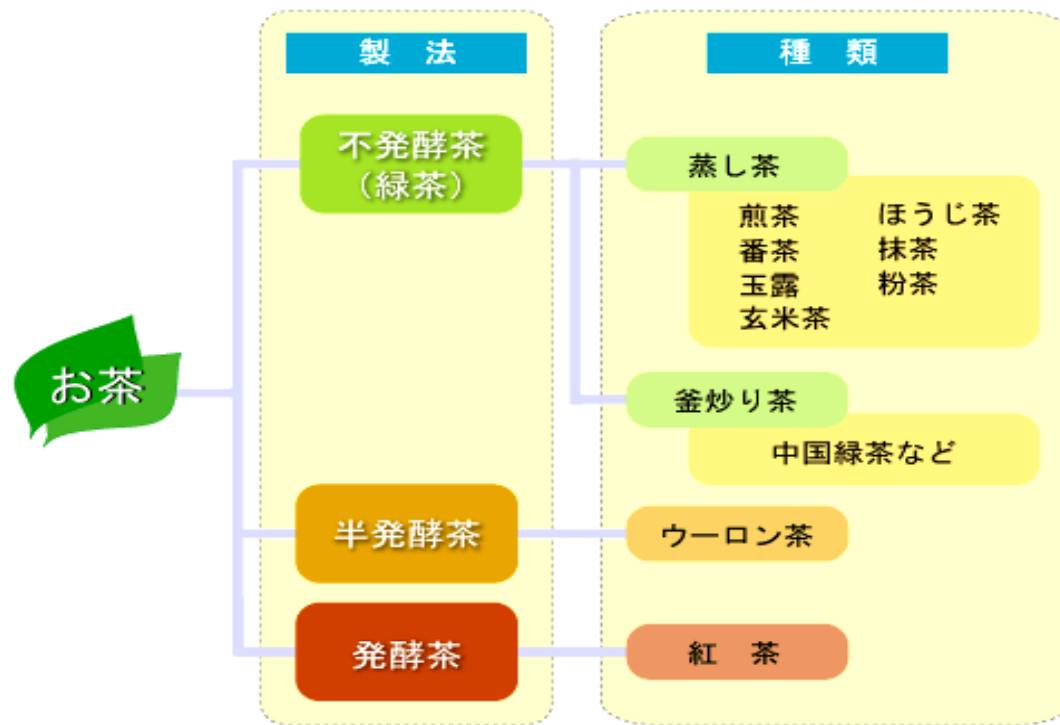 製 法
種 類
お茶
不発酵茶
(緑茶)
蒸し茶
煎茶 ほうじ茶
番茶 抹茶
玉露 粉茶
玄米茶
釜炒り茶
中国緑茶など
半発酵茶
ウーロン茶
発酵茶
紅 茶